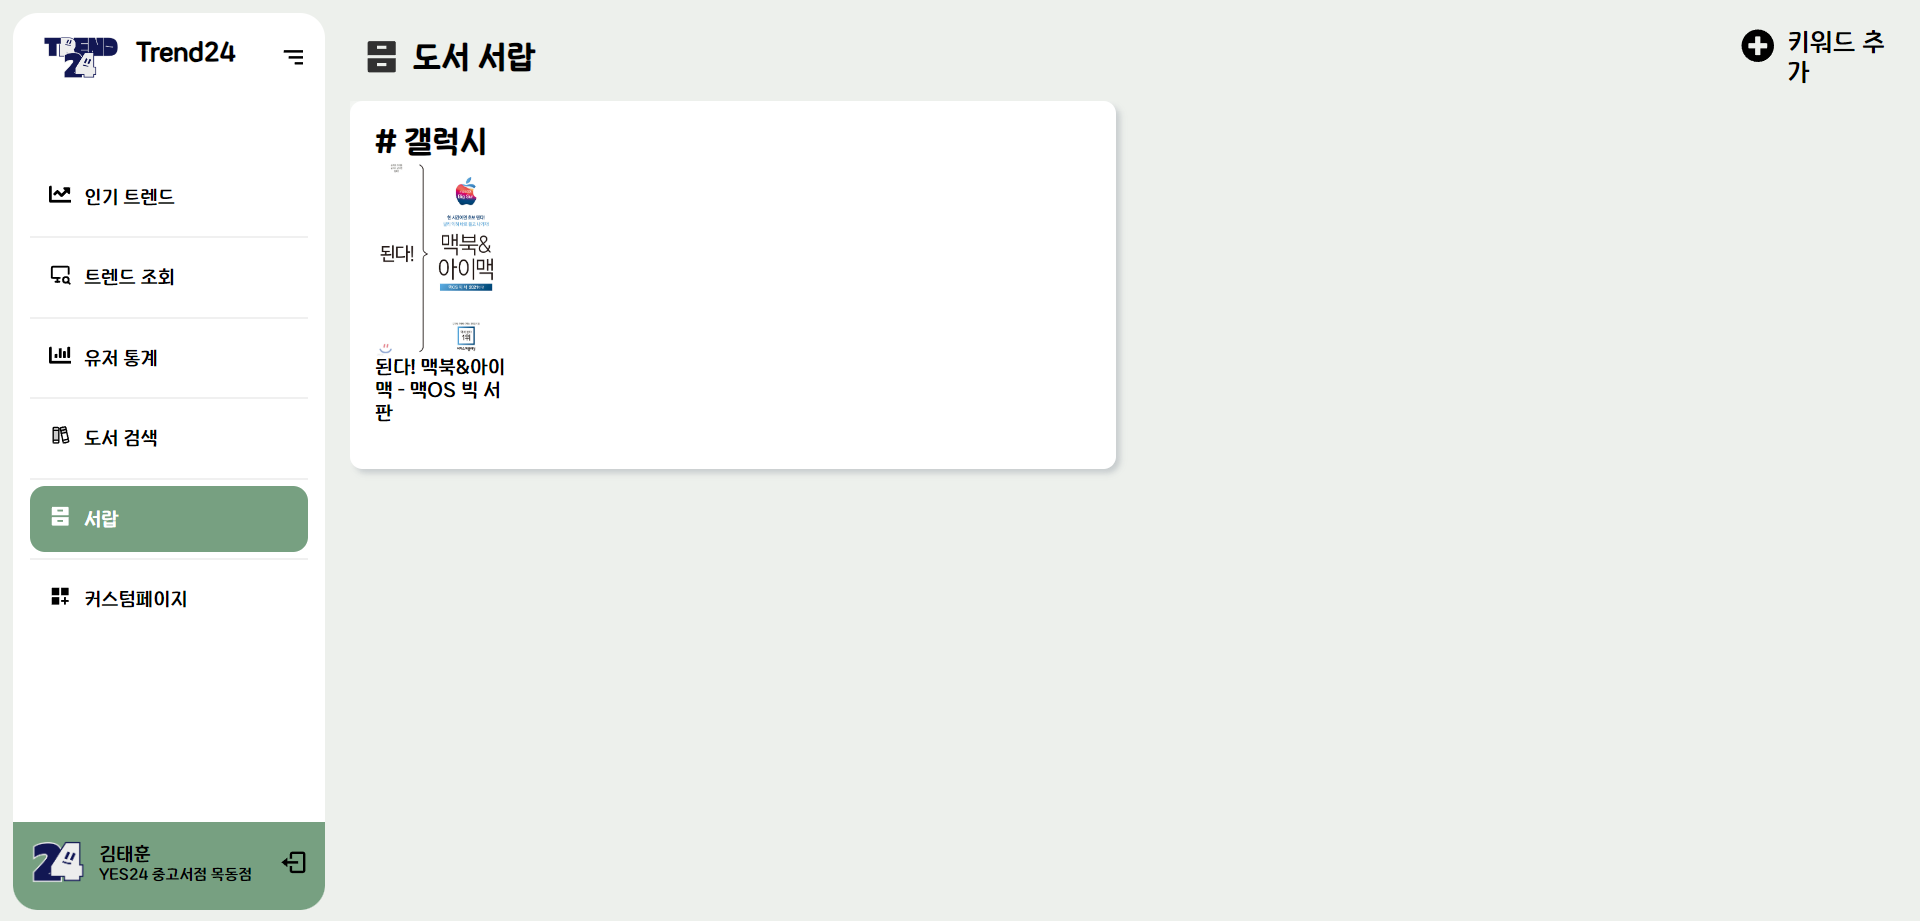 TREND
24
Trend24
인기 트렌드
트렌드 조회
유저 통계
도서 검색
서랍
커스텀페이지
24
김태훈
YES24 중고서점 목동점
도서 서랍
키워드 추
가
# 갤럭시
된다!
맥북&
아이맥
된다! 맥북&아이
맥 - 맥OS 빅 서
판